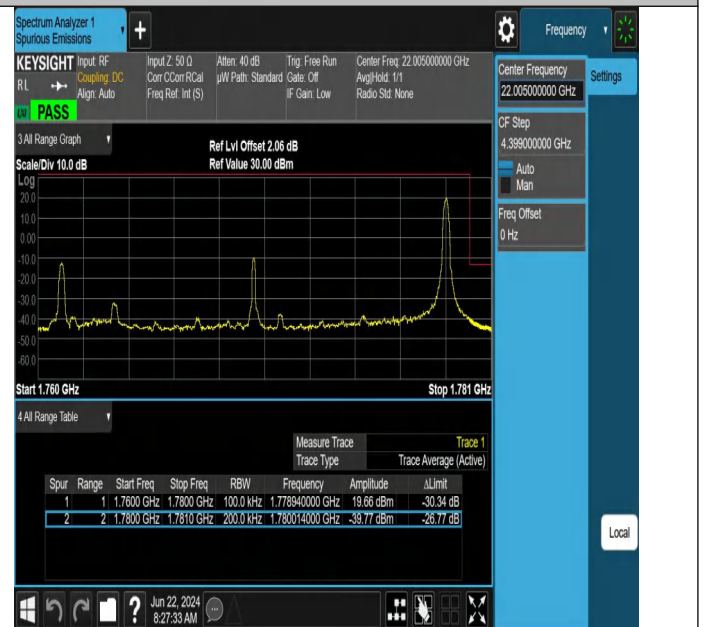 Spectrum Analyzer 1
Spurious Emissions
+
Frequency
KEYSIGHT
RL
Input: RF
Coupling: DC
Align: Auto
Input Z: 50 Ω
Corr CCorr RCal
Freq Ref: Int (S)
Atten: 40 dB
µW Path: Standard
Trig: Free Run
Gate: Off
IF Gain: Low
Center Freq: 22.005000000 GHz
Avg|Hold: 1/1
Radio Std: None
PASS
Center Frequency
22.005000000 GHz
Settings
CF Step
4.399000000 GHz
Auto
Man
Freq Offset
0 Hz
3 All Range Graph
Scale/Div 10.0 dB
Ref Lvl Offset 2.06 dB
Ref Value 30.00 dBm
Log
20.0
10.0
0.00
-10.0
-20.0
-30.0
-40.0
-50.0
-60.0
Start 1.760 GHz Stop 1.781 GHz
4 All Range Table
Measure Trace Trace 1
Trace Type Trace Average (Active)
Spur Range Start Freq Stop Freq RBW Frequency Amplitude ΔLimit
1 1 1.7600 GHz 1.7800 GHz 100.0 kHz 1.778940000 GHz 19.66 dBm -30.34 dB
2 2 1.7800 GHz 1.7810 GHz 200.0 kHz 1.780014000 GHz -39.77 dBm -26.77 dB
Local
?
Jun 22, 2024
8:27:33 AM